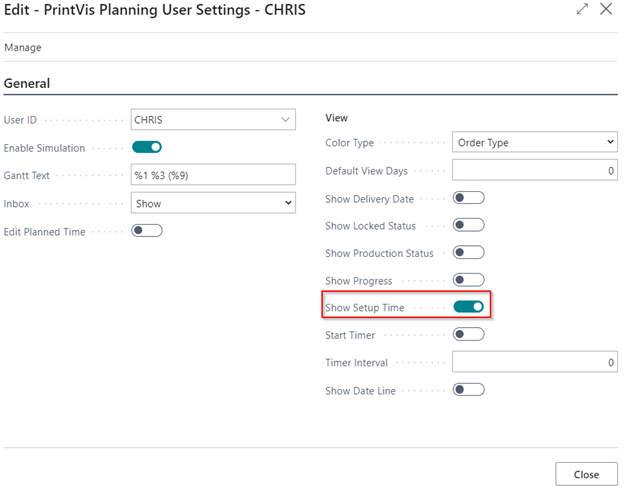 Edit - PrintVis Planning User Settings - CHRIS
Manage
General
User ID
CHRIS
Enable Simulation
Gantt Text
%1 %3 (%9)
Inbox
Show
Edit Planned Time
View
Color Type
Order Type
Default View Days
0
Show Delivery Date
Show Locked Status
Show Production Status
Show Progress
Show Setup Time
Start Timer
Timer Interval
0
Show Date Line
Close